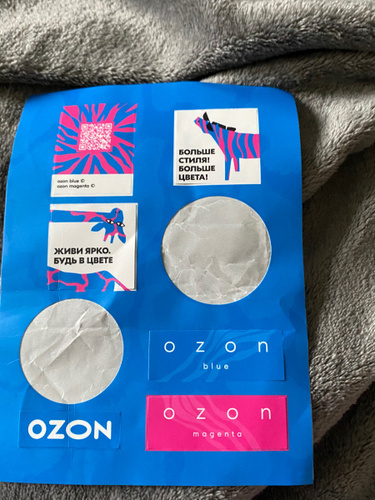 ozon blue ©
ozon magenta ©
БОЛЬШЕ
СТИЛЯ!
БОЛЬШЕ
ЦВЕТА!
ЖИВИ ЯРКО.
БУДЬ В ЦВЕТЕ
ozon
blue
OZON
ozon
magenta